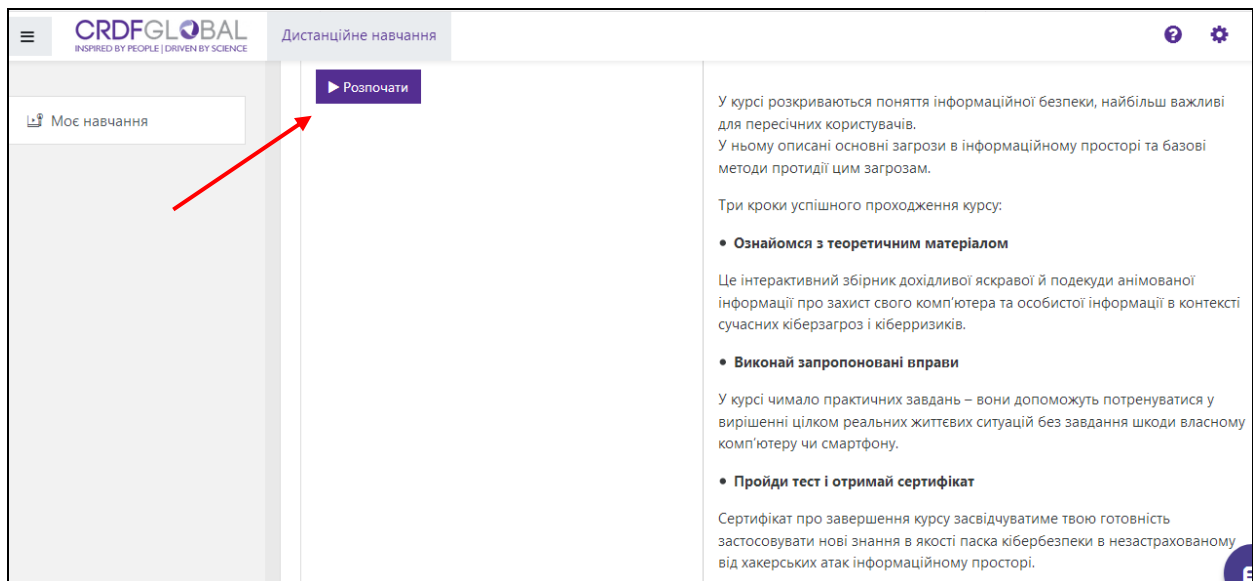 CRDFGLOBAL
INSPIRED BY PEOPLE | DRIVEN BY SCIENCE
Дистанційне навчання
Моє навчання
Розпочати
У курсі розкриваються поняття інформаційної безпеки, найбільш важливі
для пересічних користувачів.
У ньому описані основні загрози в інформаційному просторі та базові
методи протидії цим загрозам.
Три кроки успішного проходження курсу:
• Ознайомся з теоретичним матеріалом
Це інтерактивний збірник дохідливої яскравої й подекуди анімованої
інформації про захист свого комп'ютера та особистої інформації в контексті
сучасних кіберзагроз і кіберризиків.
• Виконай запропоновані вправи
У курсі чимало практичних завдань – вони допоможуть потренуватися у
вирішенні цілком реальних життєвих ситуацій без завдання шкоди власному
комп'ютеру чи смартфону.
• Пройди тест і отримай сертифікат
Сертифікат про завершення курсу засвідчуватиме твою готовність
застосовувати нові знання в якості паска кібербезпеки в незастрахованому
від хакерських атак інформаційному просторі.